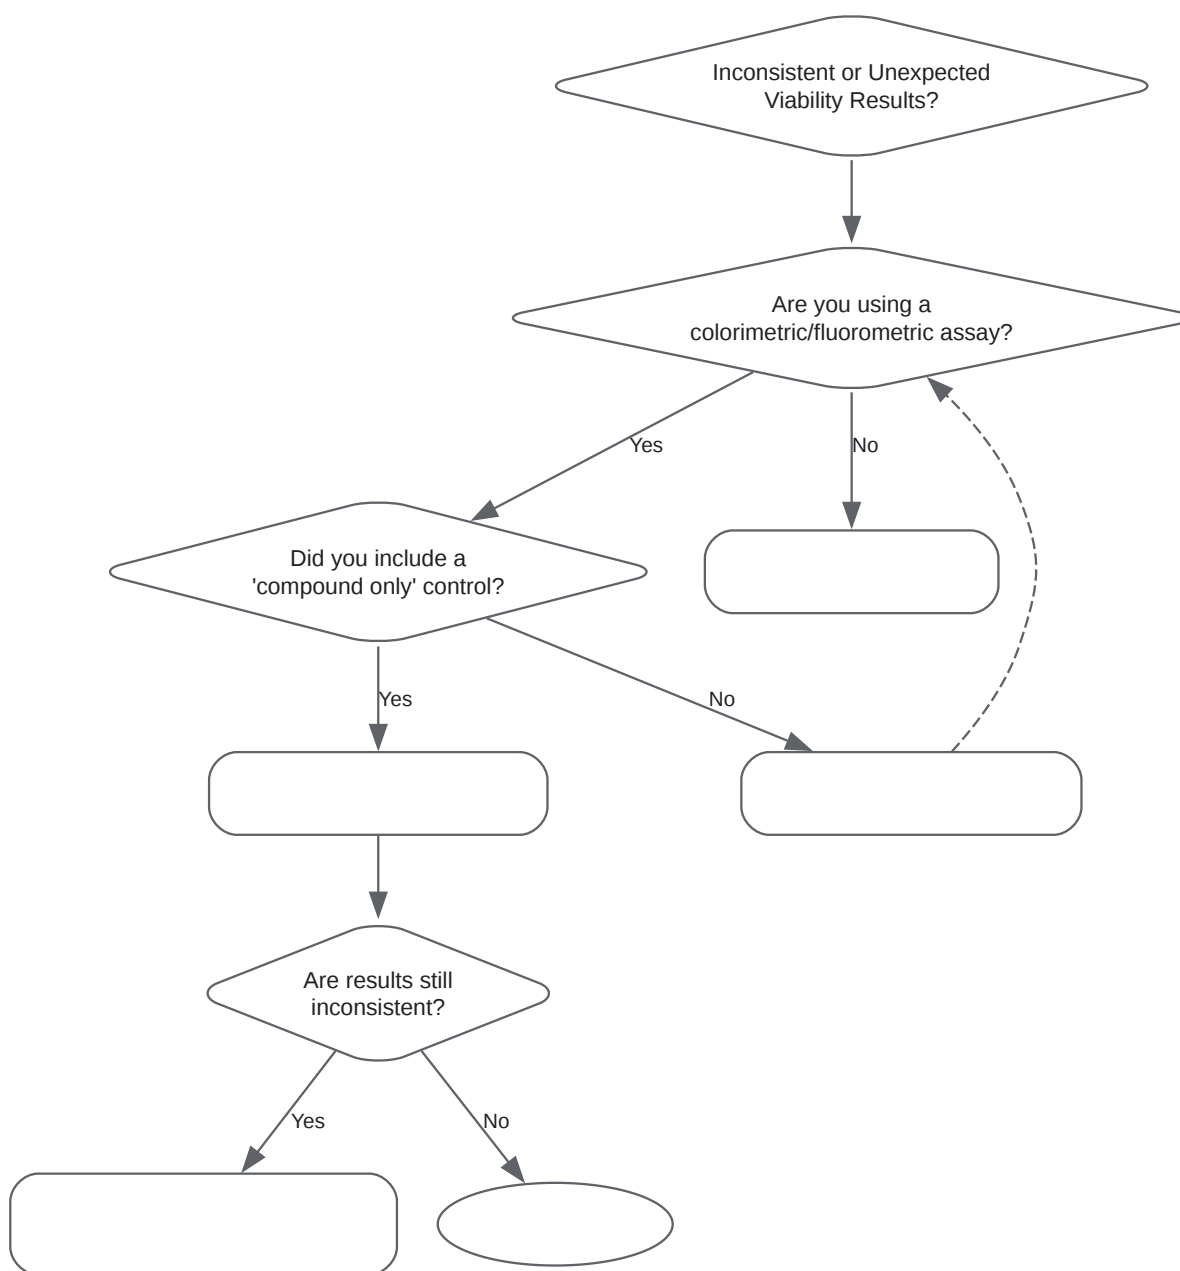 Inconsistent or Unexpected
Viability Results?
Are you using a
colorimetric/fluorometric assay?
Yes
No
Did you include a
'compound only' control?
Yes
No
Are results still
inconsistent?
Yes
No